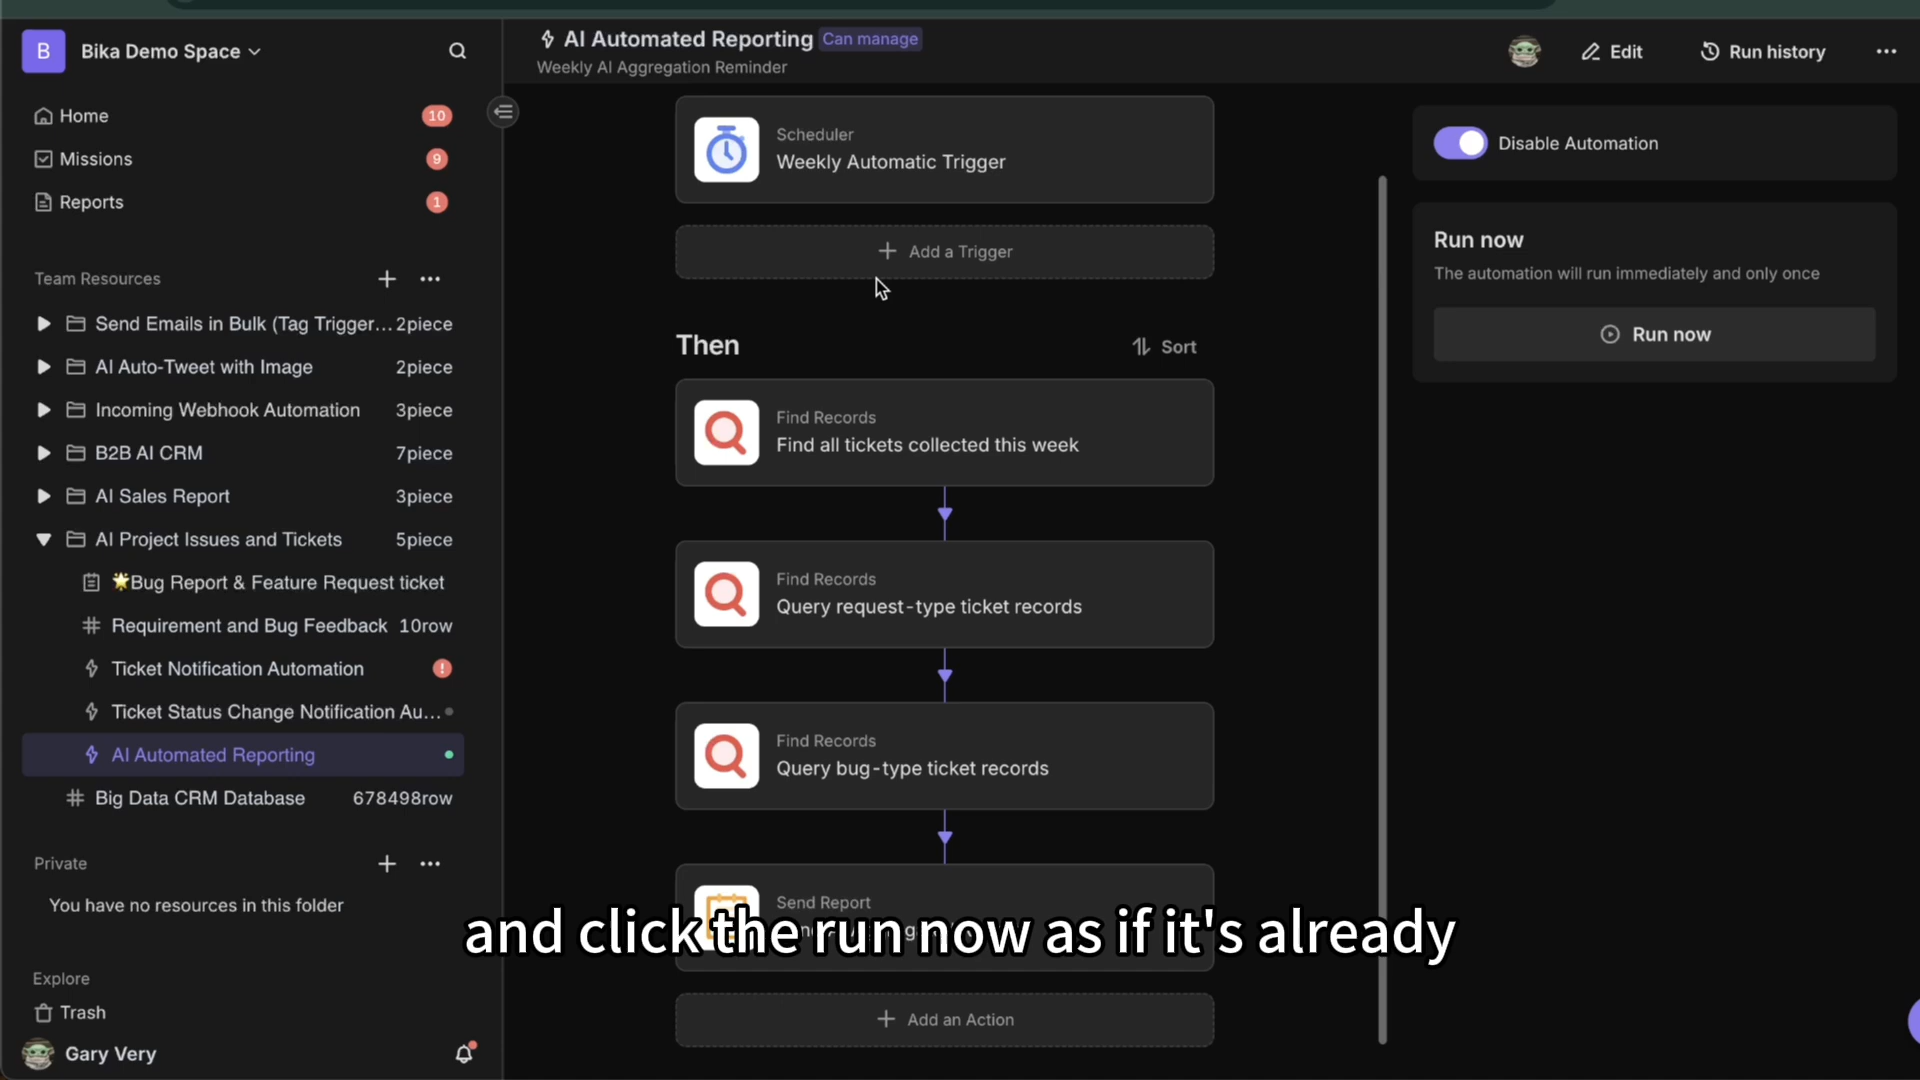 B
Bika Demo Space
Home 10
Missions 9
Reports 1
Team Resources
Send Emails in Bulk (Tag Trigger... 2piece
AI Auto-Tweet with Image 2piece
Incoming Webhook Automation 3piece
B2B AI CRM 7piece
AI Sales Report 3piece
AI Project Issues and Tickets 5piece
Bug Report & Feature Request ticket
Requirement and Bug Feedback 10row
Ticket Notification Automation !
Ticket Status Change Notification Au...
AI Automated Reporting
Big Data CRM Database 678498row
Private
You have no resources in this folder
Explore
Trash
Gary Very
AI Automated Reporting Can manage
Weekly AI Aggregation Reminder
Edit
Run history
Scheduler
Weekly Automatic Trigger
Add a Trigger
Then
Sort
Find Records
Find all tickets collected this week
Find Records
Query request-type ticket records
Find Records
Query bug-type ticket records
Send Report
and click the run now as if it's already
Add an Action
Disable Automation
Run now
The automation will run immediately and only once
Run now